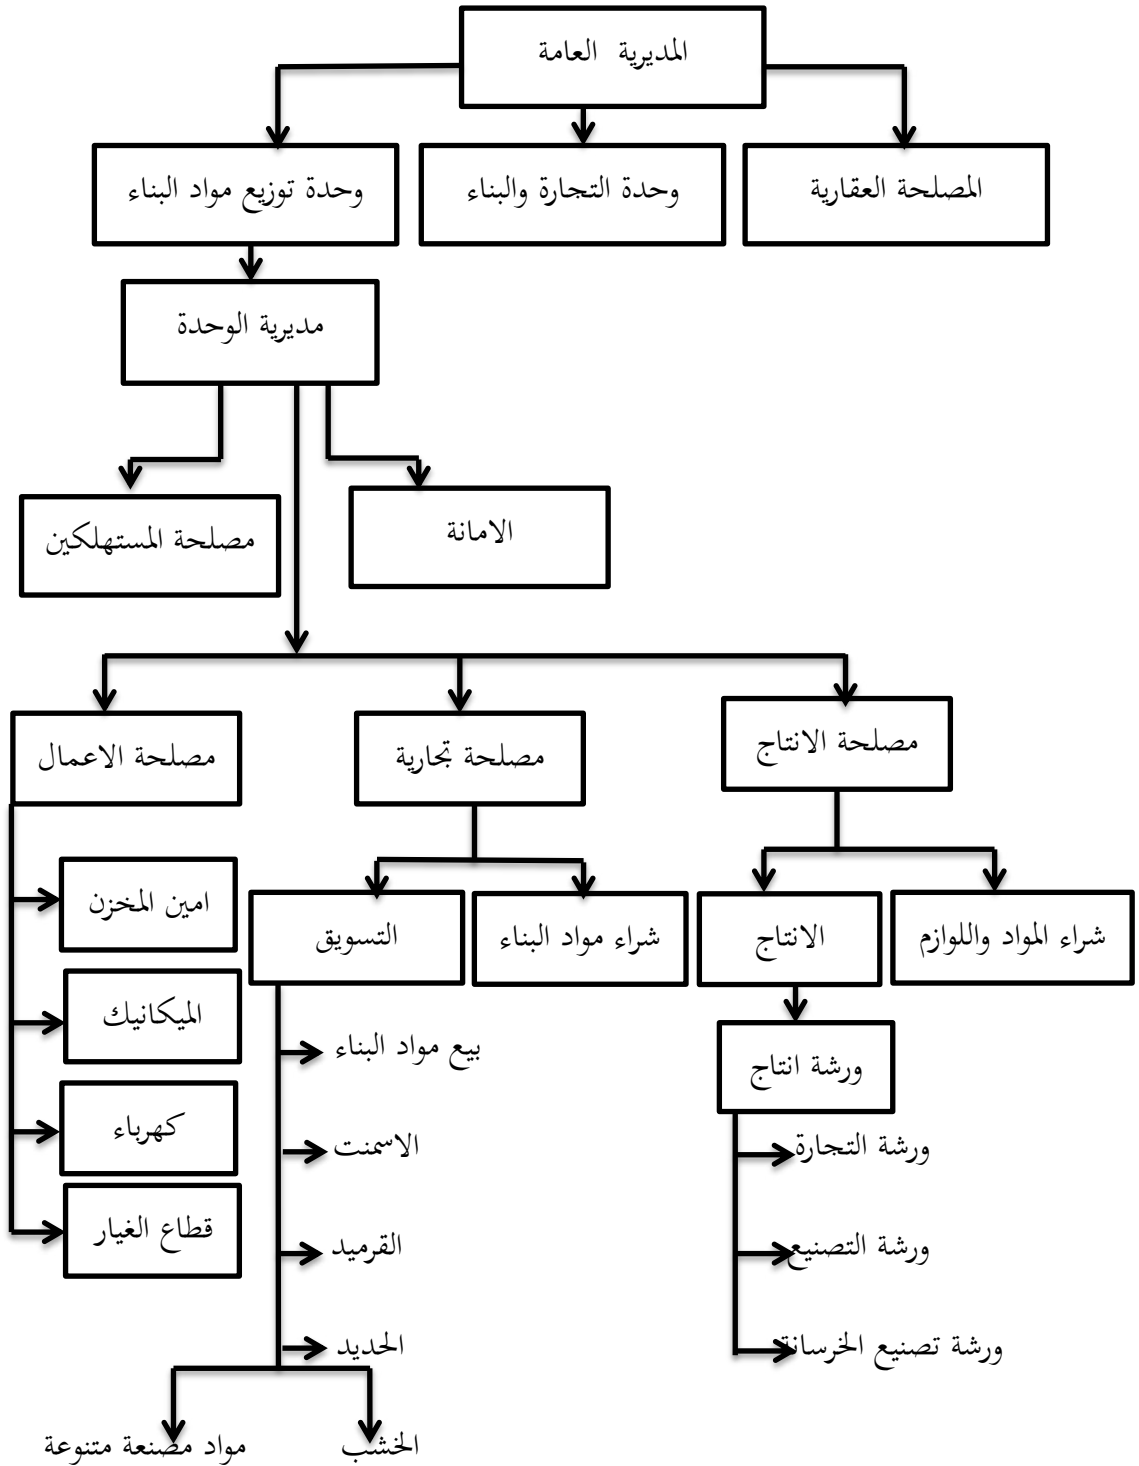 المديرية العامة
المصلحة العقارية
وحدة التجارة والبناء
وحدة توزيع مواد البناء
مديرية الوحدة
الامانة
مصلحة المستهلكين
مصلحة الانتاج
مصلحة تجارية
مصلحة الاعمال
شراء المواد واللوازم
الانتاج
شراء مواد البناء
التسويق
امين المخزن
الميكانيك
كهرباء
قطاع الغيار
ورشة انتاج
ورشة التجارة
ورشة التصنيع
ورشة تصنيع الخرسانة
بيع مواد البناء
الاسمنت
القرميد
الحديد
الخشب
مواد مصنعة متنوعة